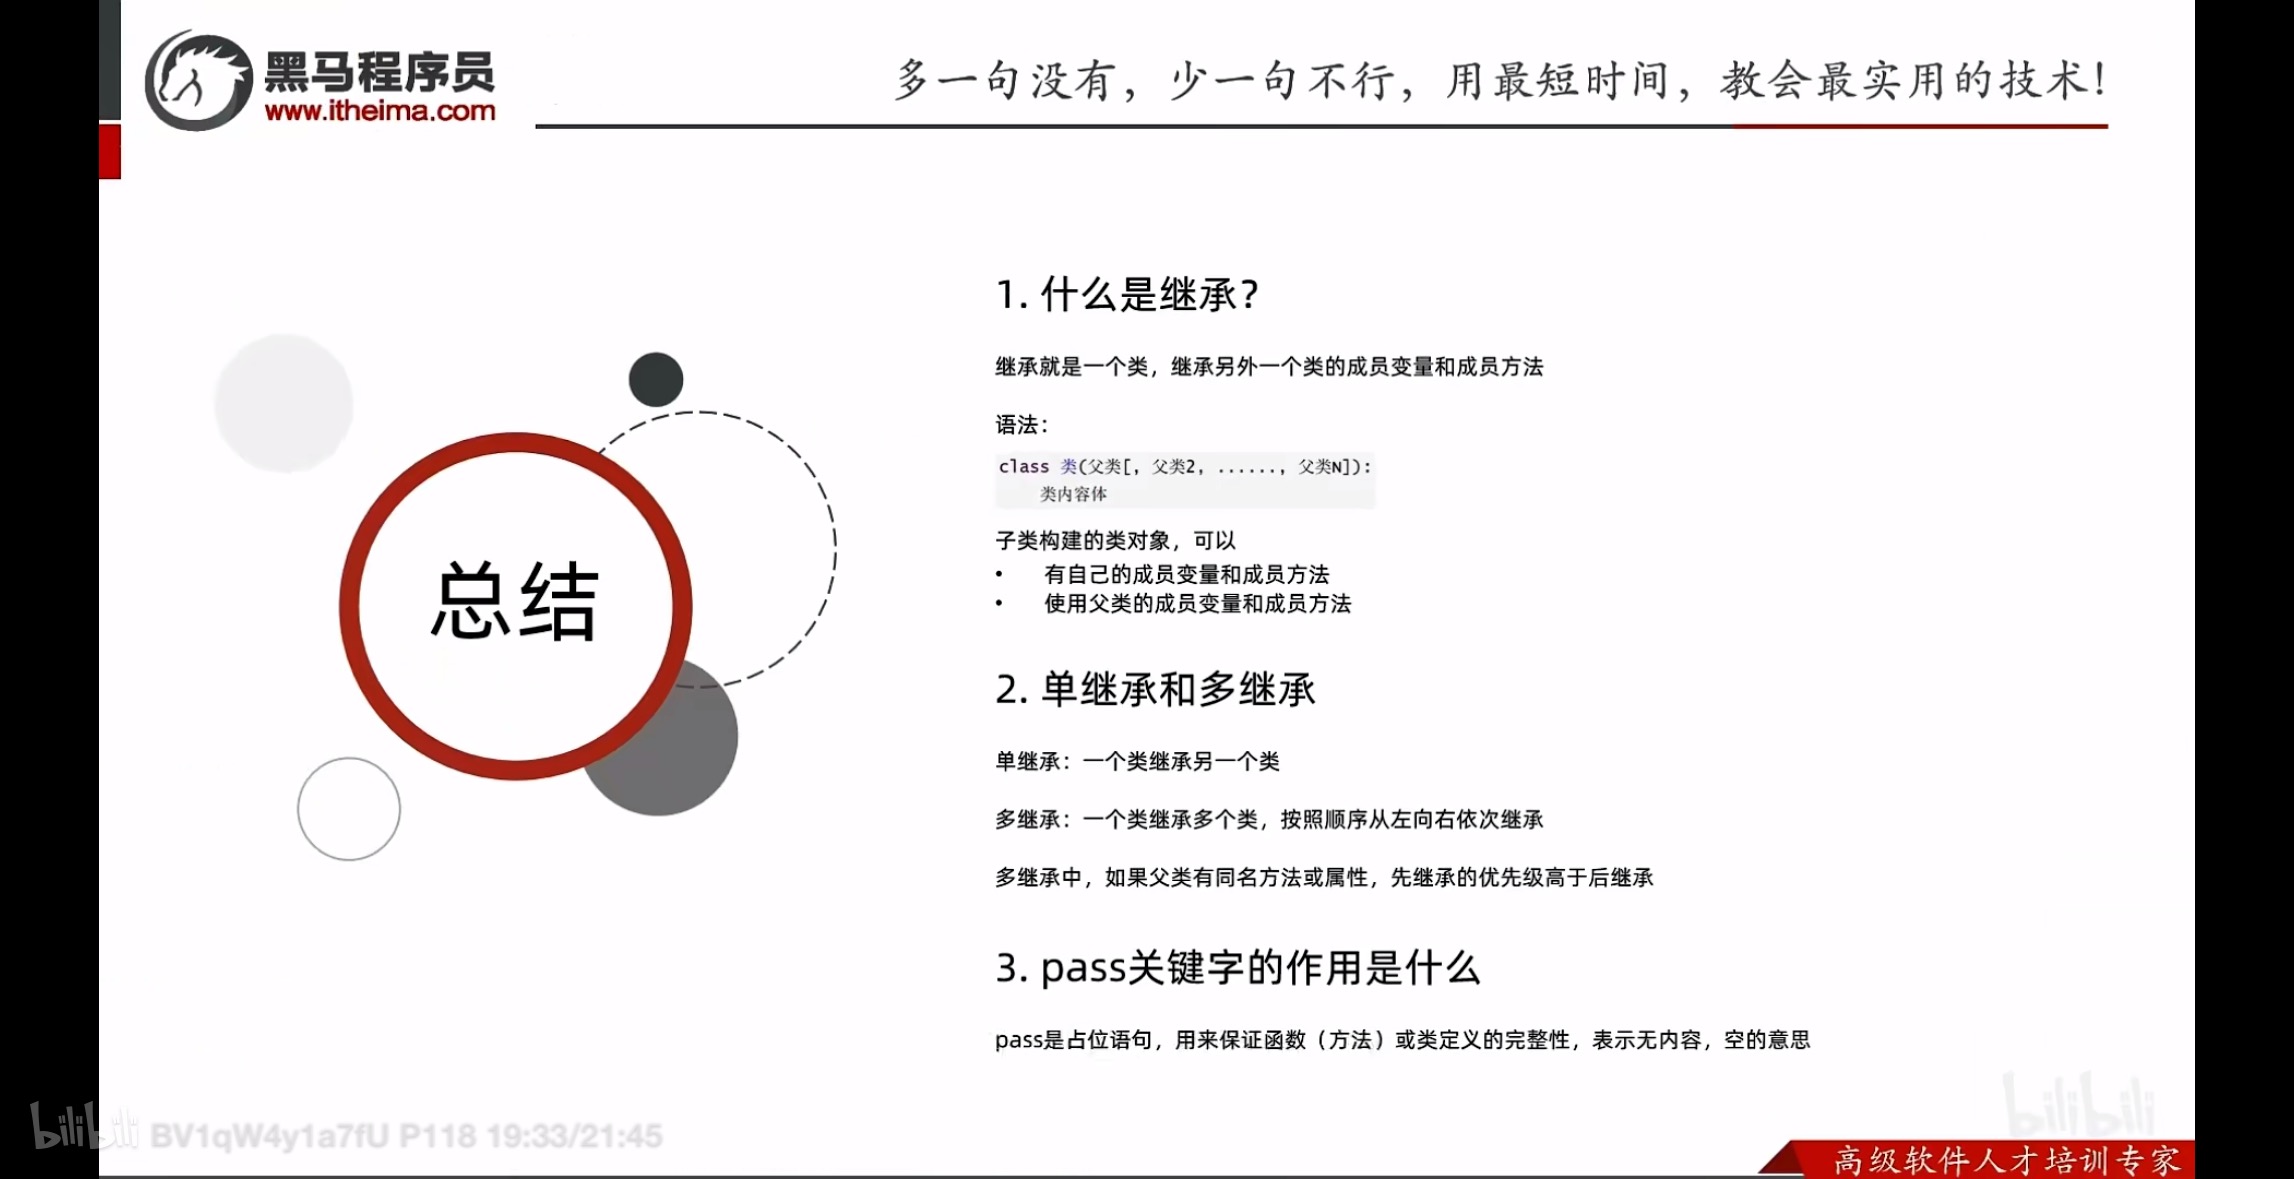 黑马程序员
www.itheima.com
多一句没有，少一句不行，用最短时间，教会最实用的技术！
总结
1. 什么是继承？
继承就是一个类，继承另外一个类的成员变量和成员方法
语法：
class 类(父类[, 父类2, ......, 父类N]):
类内容体
子类构建的类对象，可以
• 有自己的成员变量和成员方法
• 使用父类的成员变量和成员方法
2. 单继承和多继承
单继承：一个类继承另一个类
多继承：一个类继承多个类，按照顺序从左向右依次继承
多继承中，如果父类有同名方法或属性，先继承的优先级高于后继承
3. pass关键字的作用是什么
pass是占位语句，用来保证函数（方法）或类定义的完整性，表示无内容，空的意思
bilibili BV1qW4y1a7fU P118 19:33/21:45
bilibili
高级软件人才培训专家